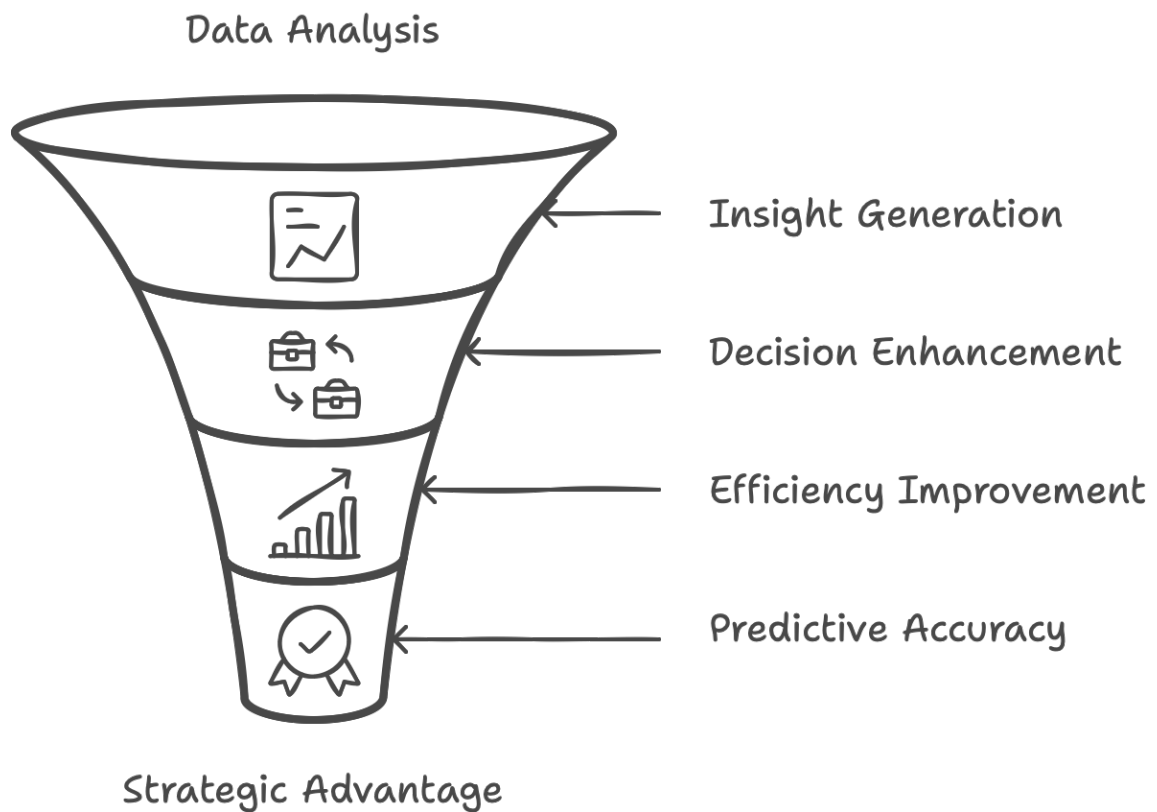 Data Analysis
Insight Generation
Decision Enhancement
Efficiency Improvement
Predictive Accuracy
Strategic Advantage